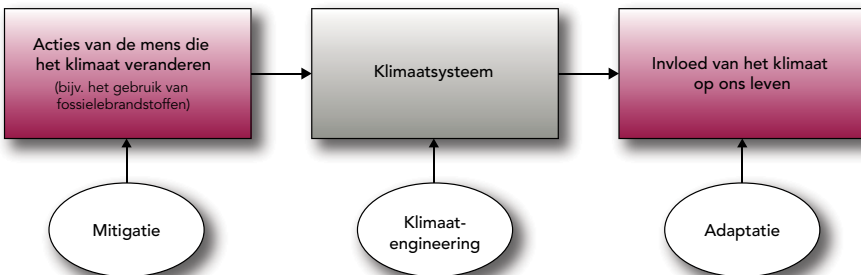 Acties van de mens die
het klimaat veranderen
(bijv. het gebruik van
fossielebrandstoffen)
Klimaatsysteem
Invloed van het klimaat
op ons leven
Mitigatie
Klimaat-
engineering
Adaptatie